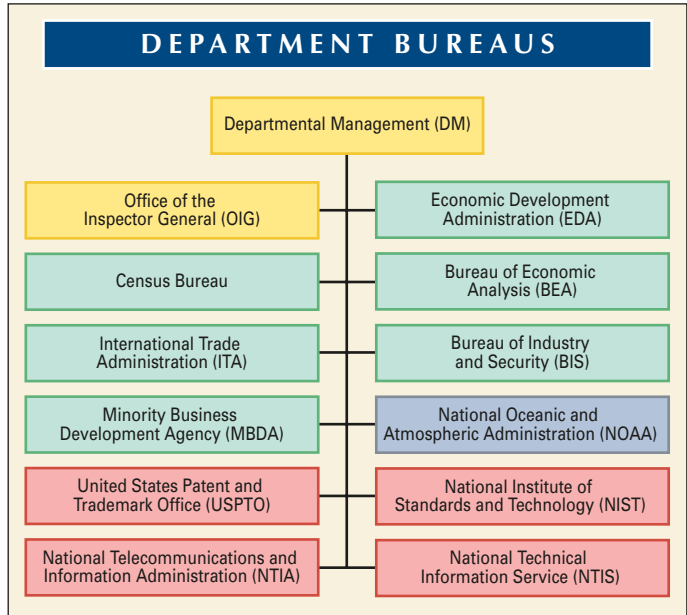 DEPARTMENT BUREAUS
Departmental Management (DM)
Office of the
Inspector General (OIG)
Economic Development
Administration (EDA)
Census Bureau
Bureau of Economic
Analysis (BEA)
International Trade
Administration (ITA)
Bureau of Industry
and Security (BIS)
Minority Business
Development Agency (MBDA)
National Oceanic and
Atmospheric Administration (NOAA)
United States Patent and
Trademark Office (USPTO)
National Institute of
Standards and Technology (NIST)
National Telecommunications and
Information Administration (NTIA)
National Technical
Information Service (NTIS)